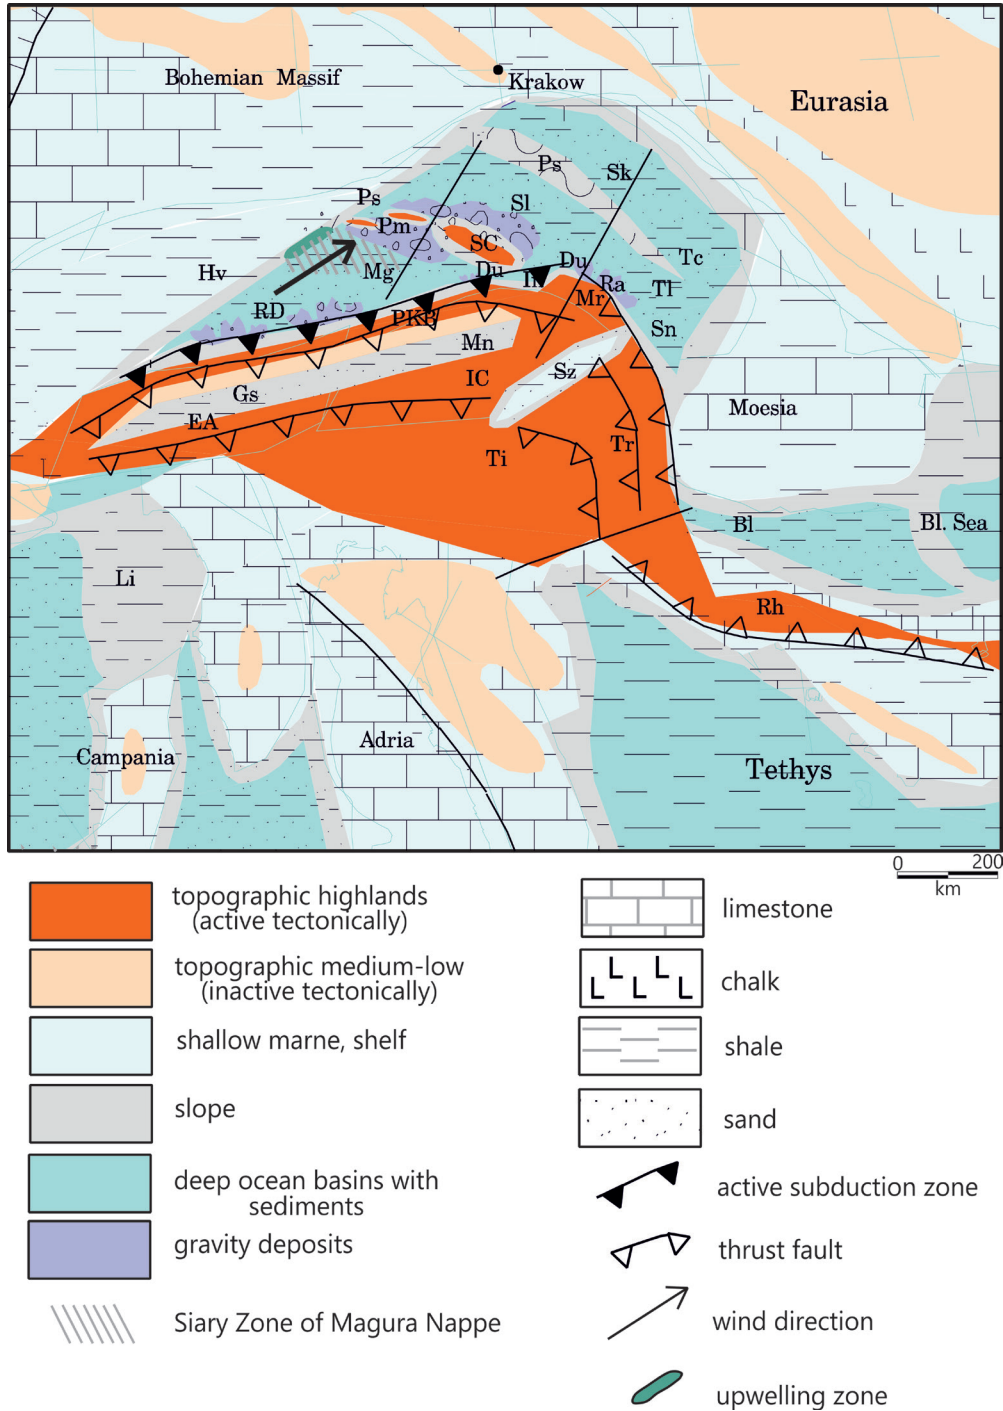 Bohemian Massif
Krakow
Eurasia
Ps
Sk
Ps
Sl
Pm
SC
Tc
Hv
Mg
Du
Du
Ra
Tl
Mr
RD
PKB
Sn
Mn
Sz
IC
Gs
Moesia
EA
Ti
Tr
Bl
Bl. Sea
Li
Rh
Adria
Campania
Tethys
0 200
km
topographic highlands
(active tectonically)
topographic medium-low
(inactive tectonically)
shallow marne, shelf
slope
deep ocean basins with
sediments
gravity deposits
Siary Zone of Magura Nappe
limestone
L L L L L
chalk
shale
sand
active subduction zone
thrust fault
wind direction
upwelling zone